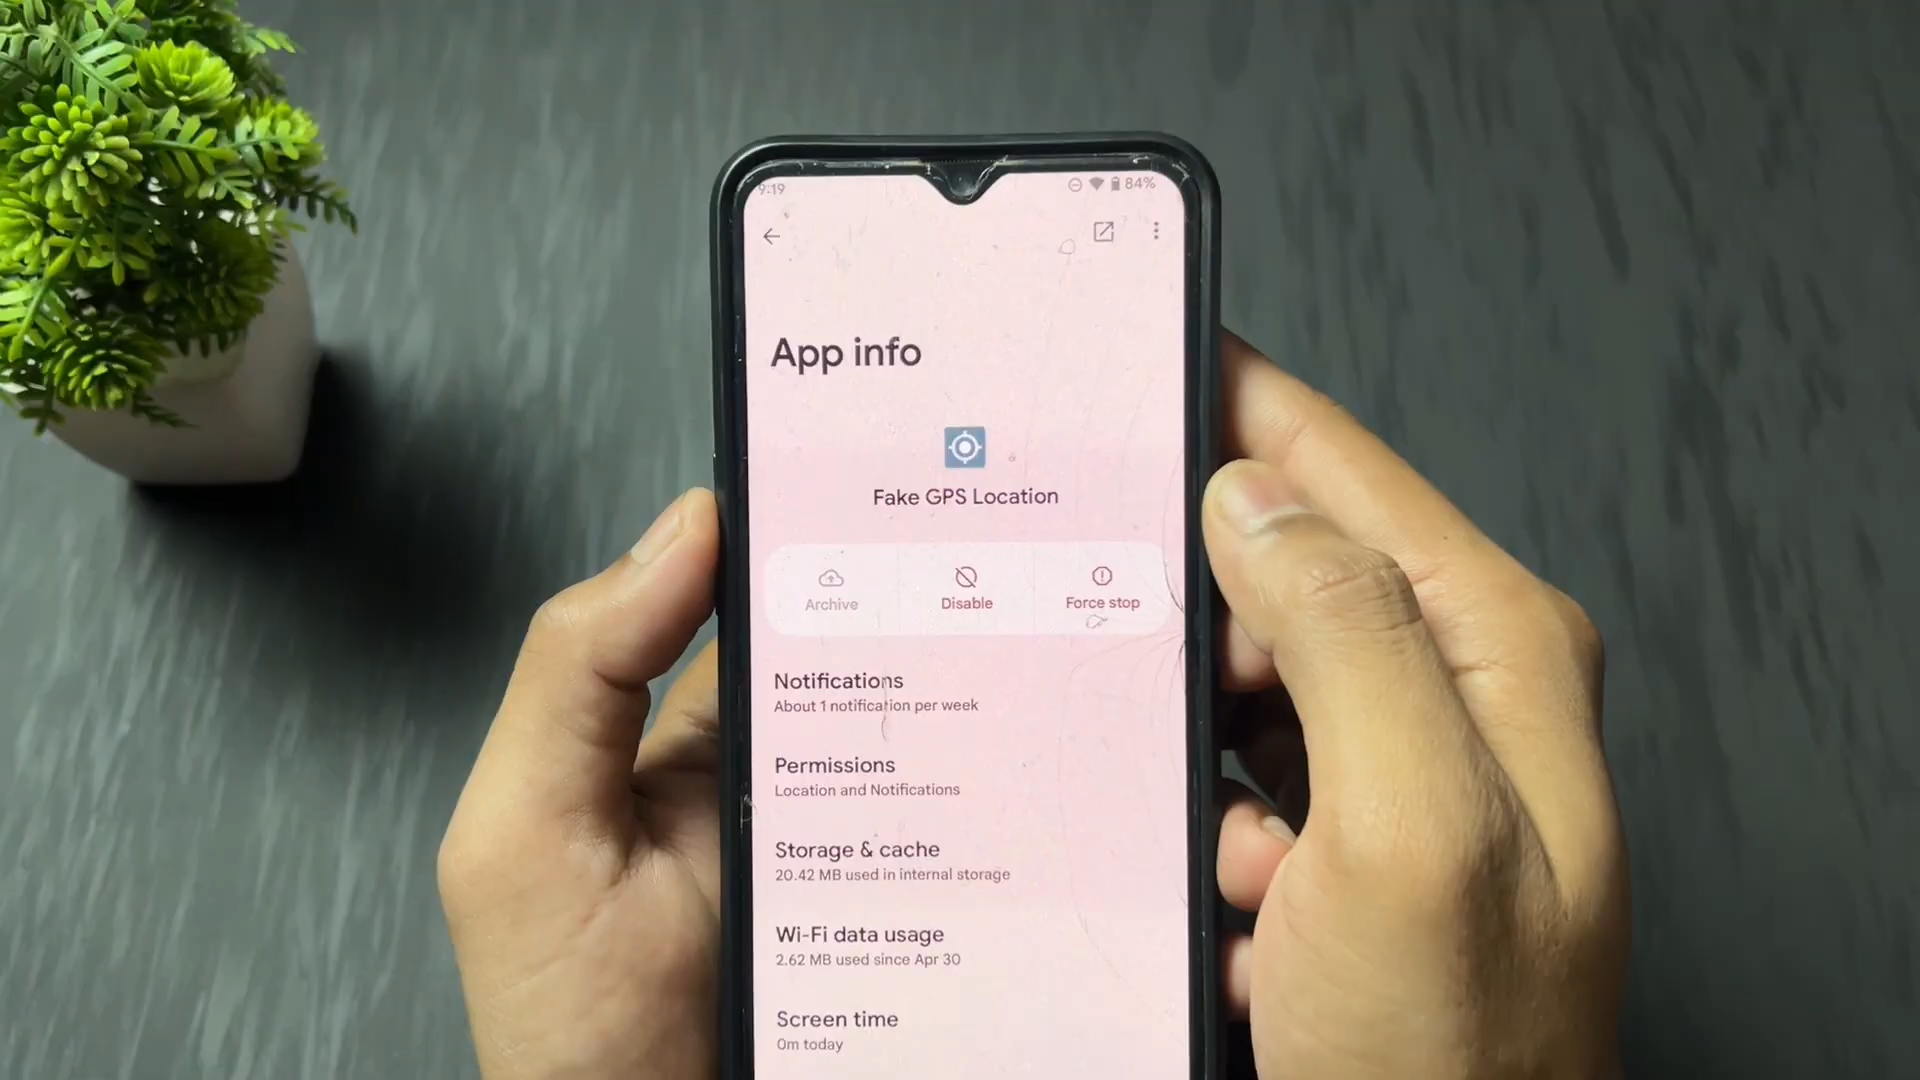 9:19
84%
App info
Fake GPS Location
Archive
Disable
Force stop
Notifications
About 1 notification per week
Permissions
Location and Notifications
Storage & cache
20.42 MB used in internal storage
Wi-Fi data usage
2.62 MB used since Apr 30
Screen time
0m today